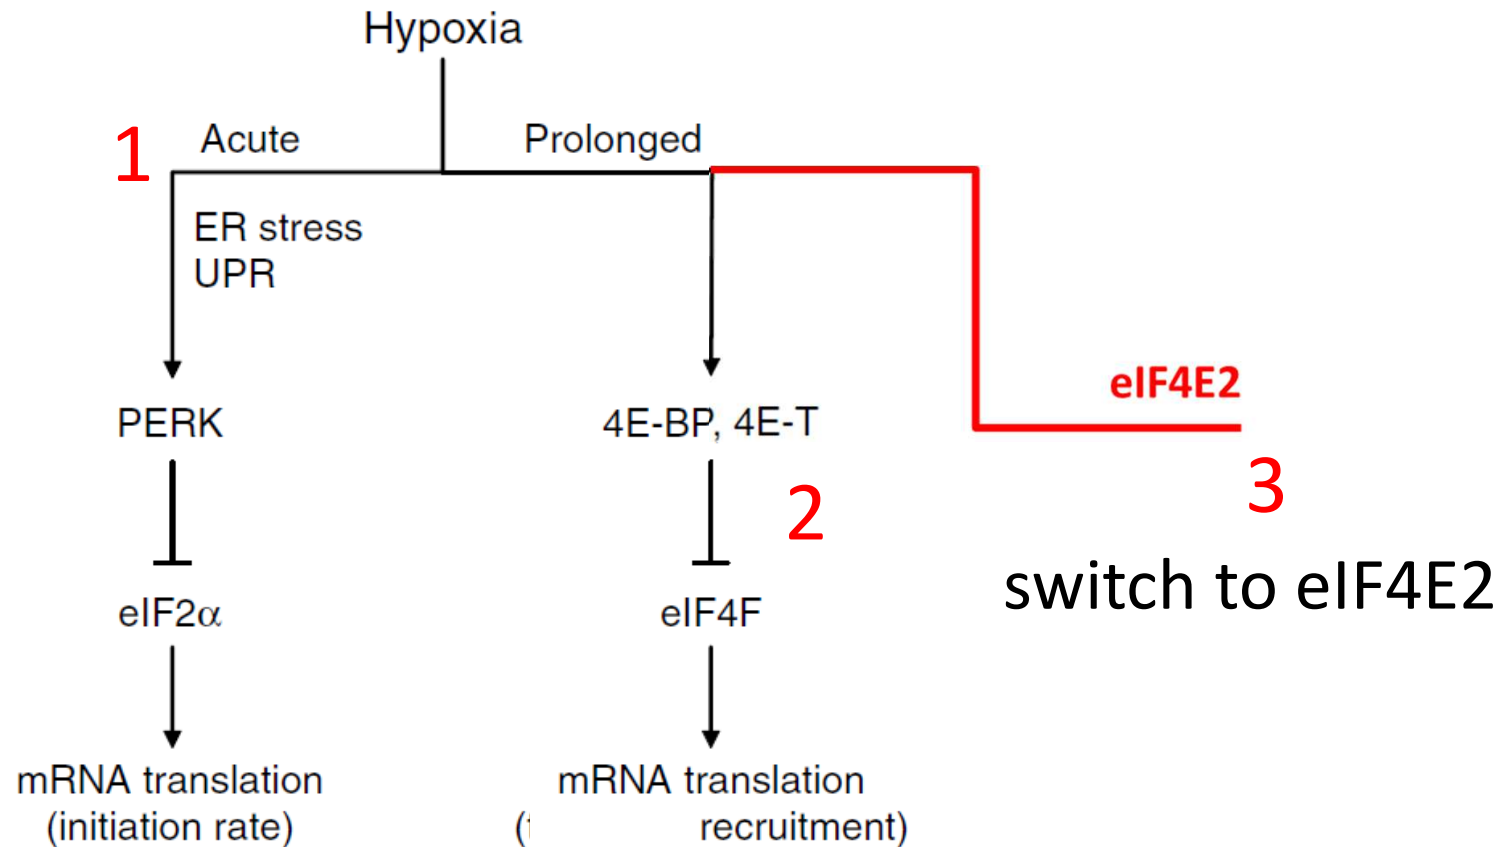 Hypoxia
1
Acute
Prolonged
ER stress
UPR
eIF4E2
PERK
4E-BP, 4E-T
3
2
switch to eIF4E2
eIF2α
eIF4F
mRNA translation
(initiation rate)
mRNA translation
recruitment)